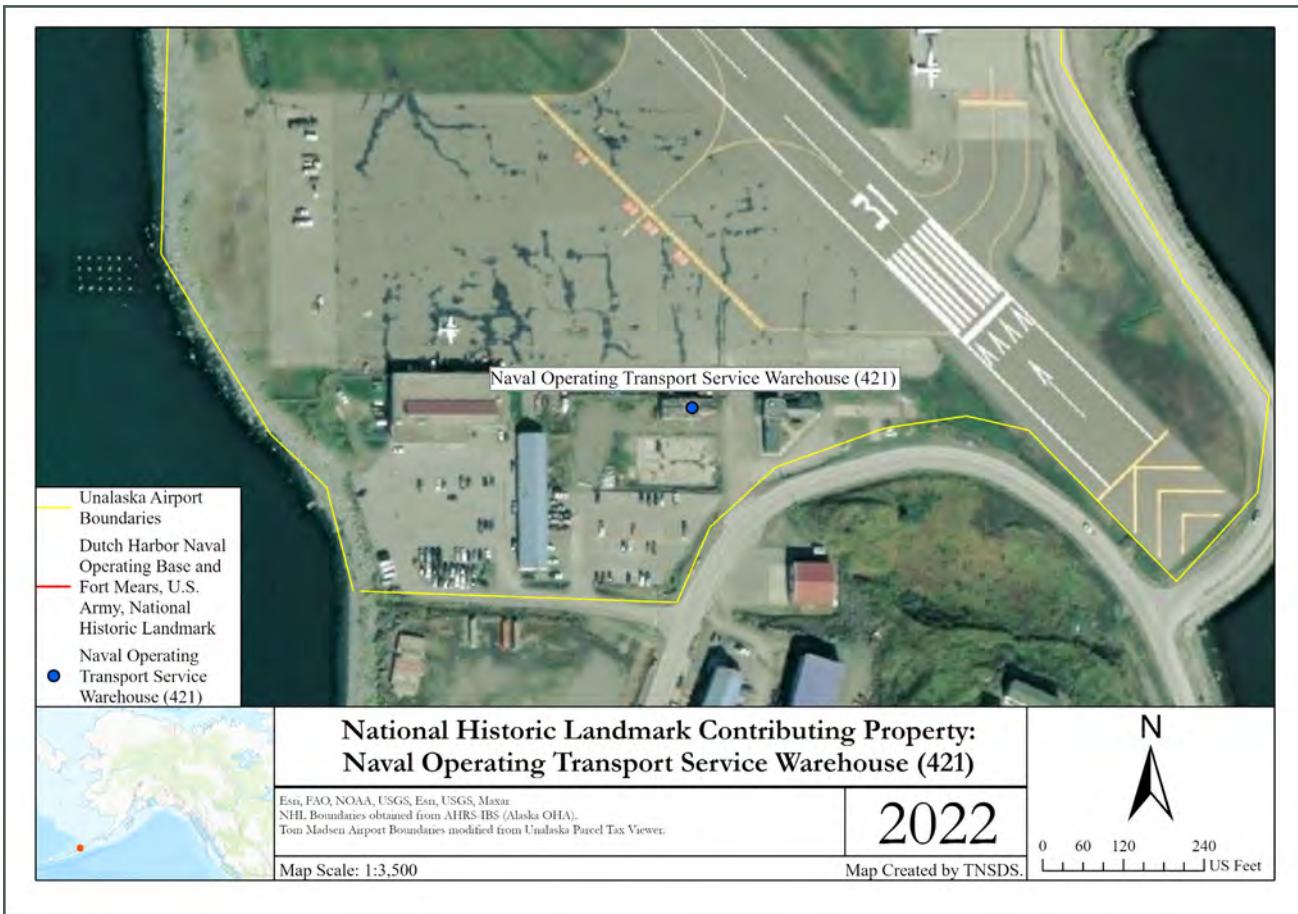 31
Naval Operating Transport Service Warehouse (421)
Unalaska Airport
Boundaries
Dutch Harbor Naval
Operating Base and
Fort Mears, U.S.
Army, National
Historic Landmark
Naval Operating
Transport Service
Warehouse (421)
National Historic Landmark Contributing Property:
Naval Operating Transport Service Warehouse (421)
Esri, FAO, NOAA, USGS, Esri, USGS, Maxar
NHL Boundaries obtained from AHRS-IBS (Alaska OHA).
Tom Madsen Airport Boundaries modified from Unalaska Parcel Tax Viewer.
2022
Map Scale: 1:3,500
Map Created by TNSDS.
N
0 60 120 240
US Feet